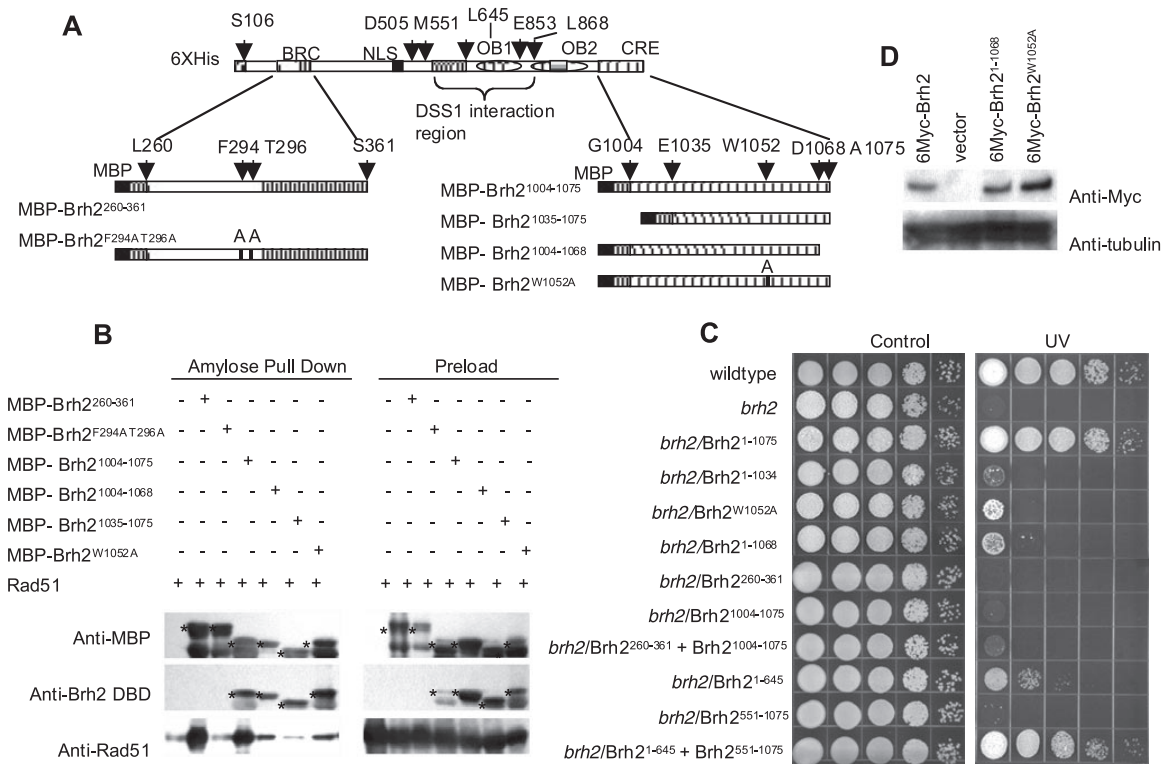 A
S106
D505
M551
L645
E853
L868
6XHis
BRC
NLS
OB1
OB2
CRE
DSS1 interaction
region
L260
F294
T296
S361
MBP
MBP-Brh2260-361
MBP-Brh2F294AT296A
A A
G1004
E1035
W1052
D1068
A1075
MBP
MBP-Brh21004-1075
MBP- Brh21035-1075
MBP- Brh21004-1068
A
MBP- Brh2W1052A
D
6Myc-Brh2
vector
6Myc-Brh21-1068
6Myc-Brh2W1052A
Anti-Myc
Anti-tubulin
B
Amylose Pull Down
Preload
MBP-Brh2260-361 - + - - - - - - + - - - - -
MBP-Brh2F294AT296A - - + - - - - - - + - - - -
MBP- Brh21004-1075 - - - + - - - - - - + - - -
MBP- Brh21004-1068 - - - - + - - - - - - + - -
MBP- Brh21035-1075 - - - - - + - - - - - - + -
MBP-Brh2W1052A - - - - - - + - - - - - - +
Rad51 + + + + + + + + + + + + + +
Anti-MBP
* * * * * * * * * * * *
Anti-Brh2 DBD
* * * * * * * *
Anti-Rad51
C
Control
UV
wildtype
brh2
brh2/Brh21-1075
brh2/Brh21-1034
brh2/Brh2W1052A
brh2/Brh21-1068
brh2/Brh2260-361
brh2/Brh21004-1075
brh2/Brh2260-361 + Brh21004-1075
brh2/Brh21-645
brh2/Brh2551-1075
brh2/Brh21-645 + Brh2551-1075